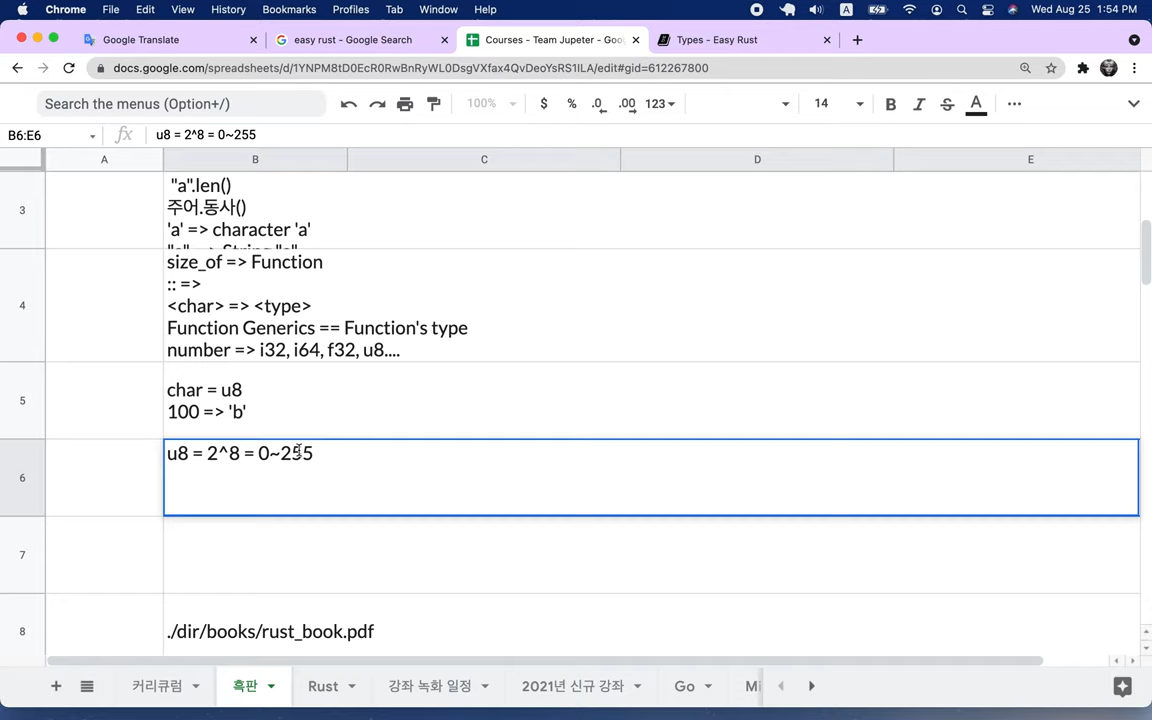 Chrome File Edit View History Bookmarks Profiles Tab Window Help A Wed Aug 25 1:54 PM
Google Translate easy rust - Google Search Courses - Team Jupeter - Goo Types - Easy Rust
docs.google.com/spreadsheets/d/1YNPM8tD0EcR0RwBnRyWL0DsgVXfax4QvDeoYsRS1ILA/edit#gid=612267800
Search the menus (Option+/) 100% $ % .0 .00 123 14 B I S A
B6:E6 fx u8 = 2^8 = 0~255
A B C D E
3
"a".len()
주어.동사()
'a' => character 'a'
"a" => String "a"
4
size_of => Function
:: =>
<char> => <type>
Function Generics == Function's type
number => i32, i64, f32, u8....
5
char = u8
100 => 'b'
6
u8 = 2^8 = 0~255
7
8
./dir/books/rust_book.pdf
커리큘럼 흑판 Rust 강좌 녹화 일정 2021년 신규 강좌 Go Mi